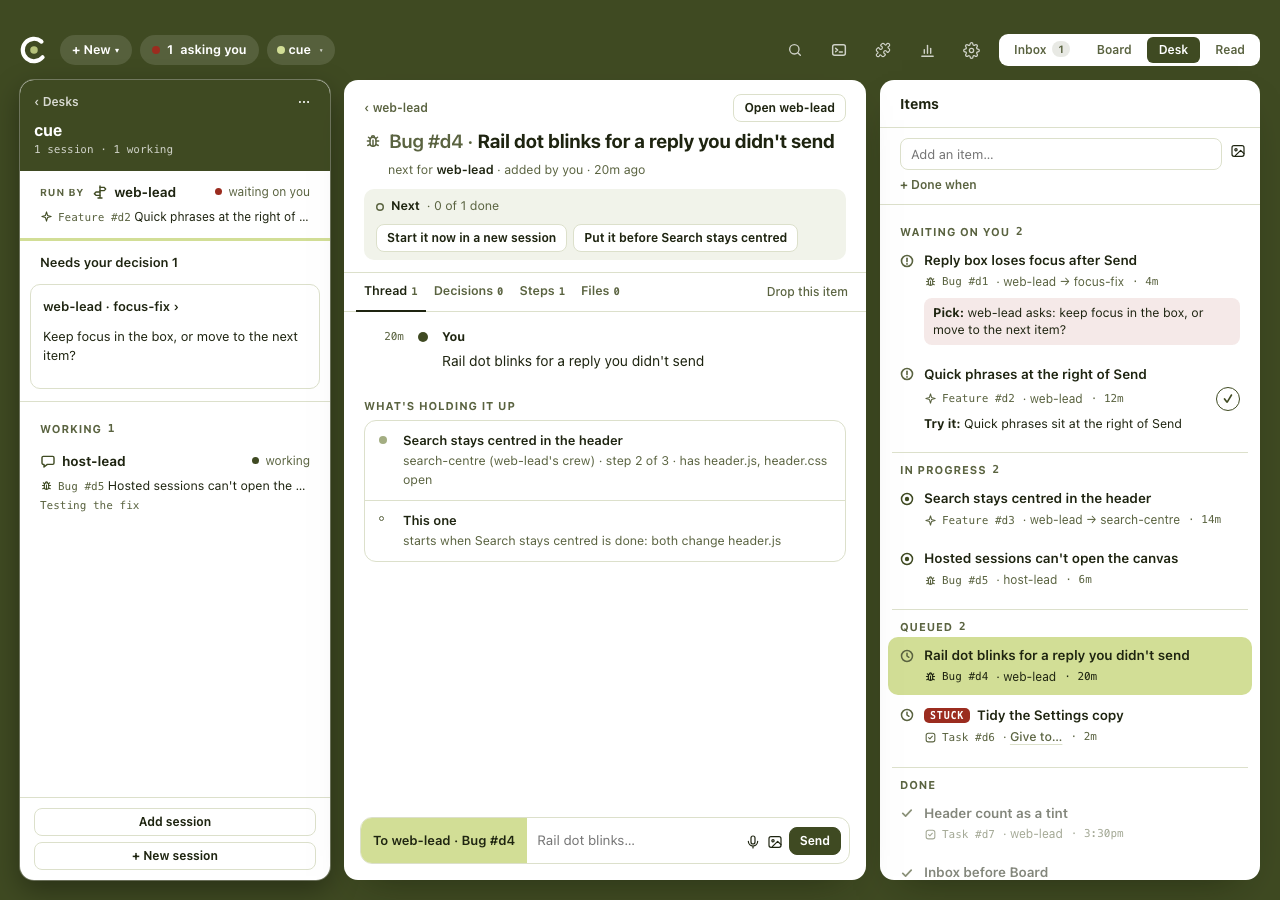 + New ▾
1 asking you
cue ·
Inbox 1
Board
Desk
Read
‹ Desks
···
cue
1 session · 1 working
RUN BY web-lead
waiting on you
Feature #d2 Quick phrases at the right of ...
Needs your decision 1
web-lead · focus-fix ›
Keep focus in the box, or move to the next
item?
WORKING 1
host-lead
working
Bug #d5 Hosted sessions can't open the ...
Testing the fix
Add session
+ New session
‹ web-lead
Open web-lead
Bug #d4 · Rail dot blinks for a reply you didn't send
next for web-lead · added by you · 20m ago
Next · 0 of 1 done
Start it now in a new session
Put it before Search stays centred
Thread 1
Decisions 0
Steps 1
Files 0
Drop this item
20m
You
Rail dot blinks for a reply you didn't send
WHAT'S HOLDING IT UP
Search stays centred in the header
search-centre (web-lead's crew) · step 2 of 3 · has header.js, header.css
open
This one
starts when Search stays centred is done: both change header.js
To web-lead · Bug #d4
Rail dot blinks...
Send
Items
Add an item...
+ Done when
WAITING ON YOU 2
Reply box loses focus after Send
Bug #d1 · web-lead → focus-fix · 4m
Pick: web-lead asks: keep focus in the box, or
move to the next item?
Quick phrases at the right of Send
Feature #d2 · web-lead · 12m
Try it: Quick phrases sit at the right of Send
IN PROGRESS 2
Search stays centred in the header
Feature #d3 · web-lead → search-centre · 14m
Hosted sessions can't open the canvas
Bug #d5 · host-lead · 6m
QUEUED 2
Rail dot blinks for a reply you didn't send
Bug #d4 · web-lead · 20m
STUCK Tidy the Settings copy
Task #d6 · Give to... · 2m
DONE
Header count as a tint
Task #d7 · web-lead · 3:30pm
Inbox before Board